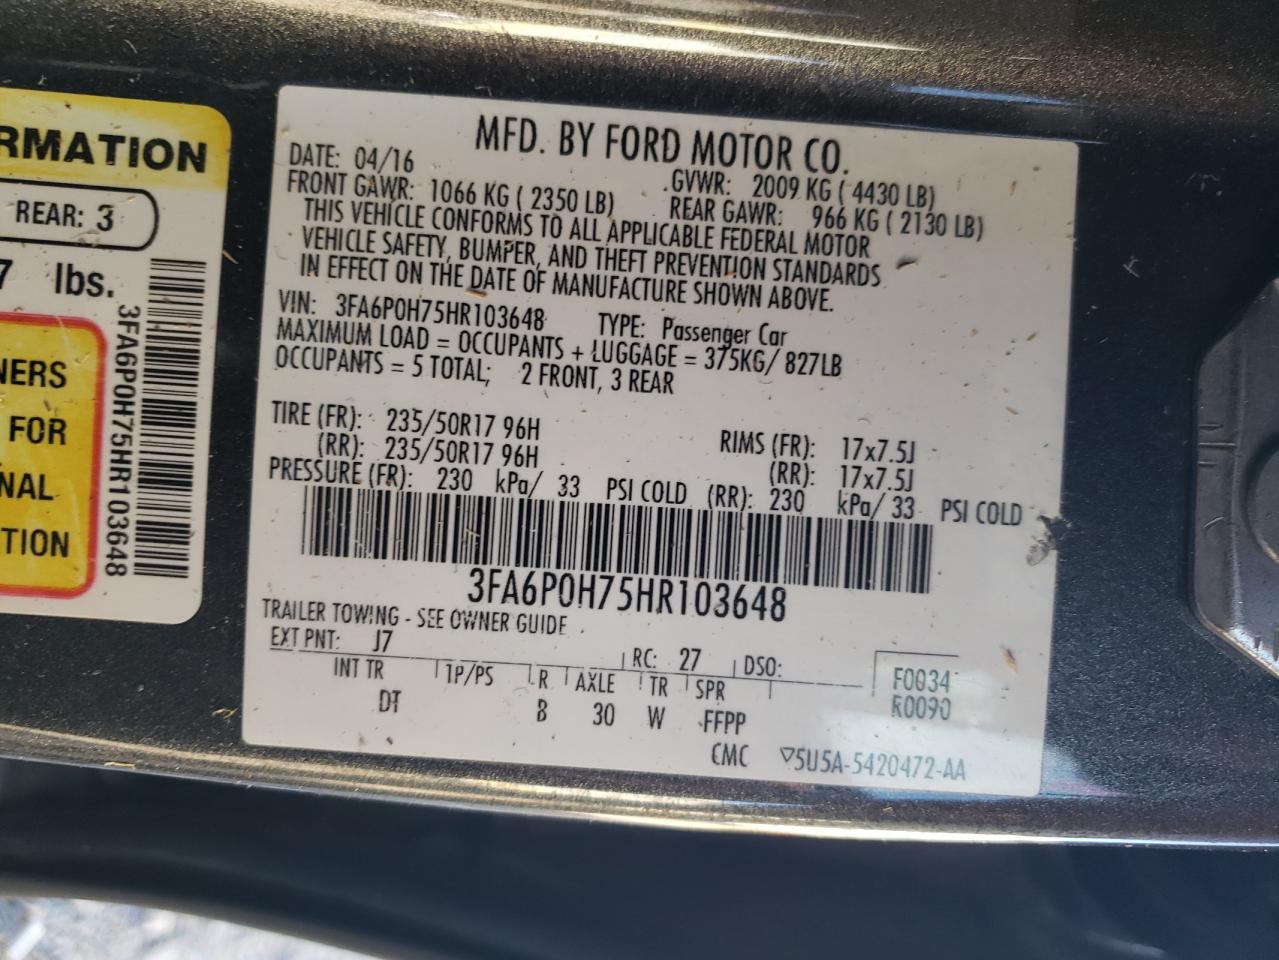 RMATION
REAR: 3
7 lbs.
NERS
FOR
NAL
TION
3FA6P0H75HR103648
MFD. BY FORD MOTOR CO.
DATE: 04/16 GVWR: 2009 KG ( 4430 LB)
FRONT GAWR: 1066 KG ( 2350 LB) REAR GAWR: 966 KG ( 2130 LB)
THIS VEHICLE CONFORMS TO ALL APPLICABLE FEDERAL MOTOR
VEHICLE SAFETY, BUMPER, AND THEFT PREVENTION STANDARDS
IN EFFECT ON THE DATE OF MANUFACTURE SHOWN ABOVE.
VIN: 3FA6P0H75HR103648 TYPE: Passenger Car
MAXIMUM LOAD = OCCUPANTS + LUGGAGE = 375KG/ 827LB
OCCUPANTS = 5 TOTAL; 2 FRONT, 3 REAR
TIRE (FR): 235/50R17 96H RIMS (FR): 17x7.5J
(RR): 235/50R17 96H (RR): 17x7.5J
PRESSURE (FR): 230 kPa/ 33 PSI COLD (RR): 230 kPa/ 33 PSI COLD
3FA6P0H75HR103648
TRAILER TOWING - SEE OWNER GUIDE
EXT PNT: J7 RC: 27 DSO: F0034
INT TR TP/PS R AXLE TR SPR R0090
DT B 30 W FFPP
CMC ▽5U5A-5420472-AA